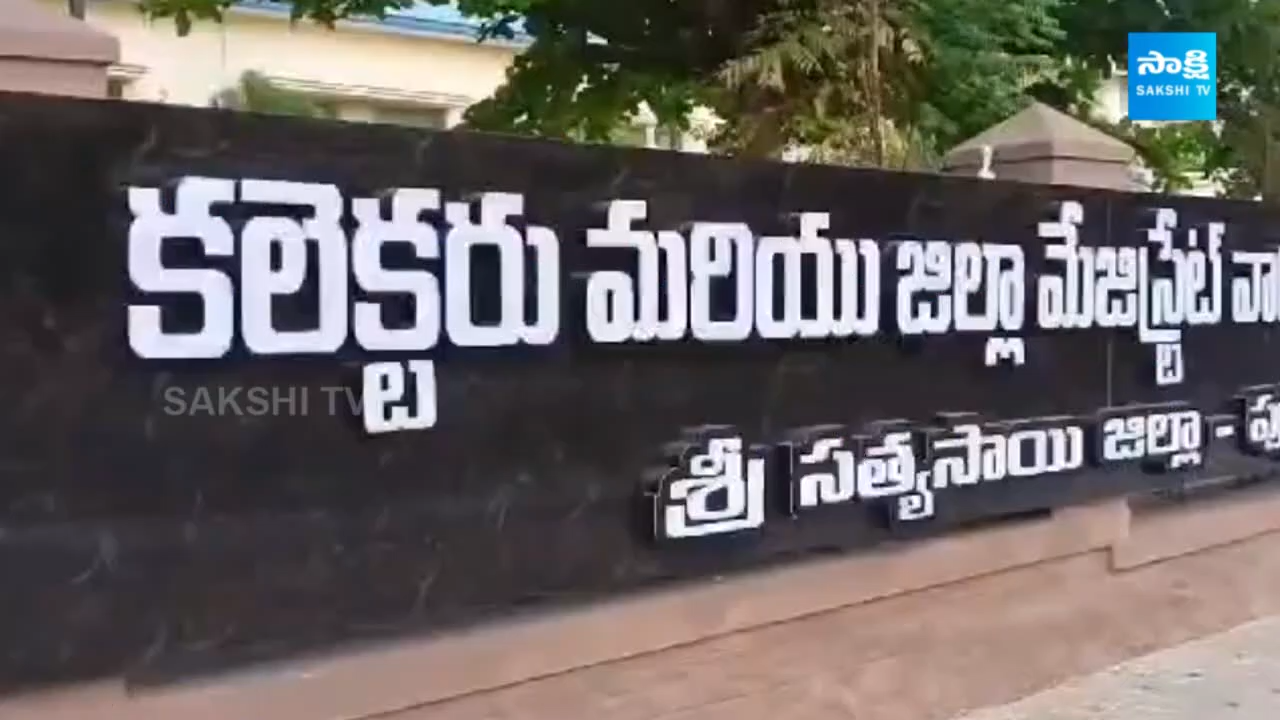 సాక్షి
SAKSHI TV
కలెక్టరు మరియు జిల్లా మేజిస్ట్రేట్
SAKSHI TV
శ్రీ సత్యసాయి జిల్లా -